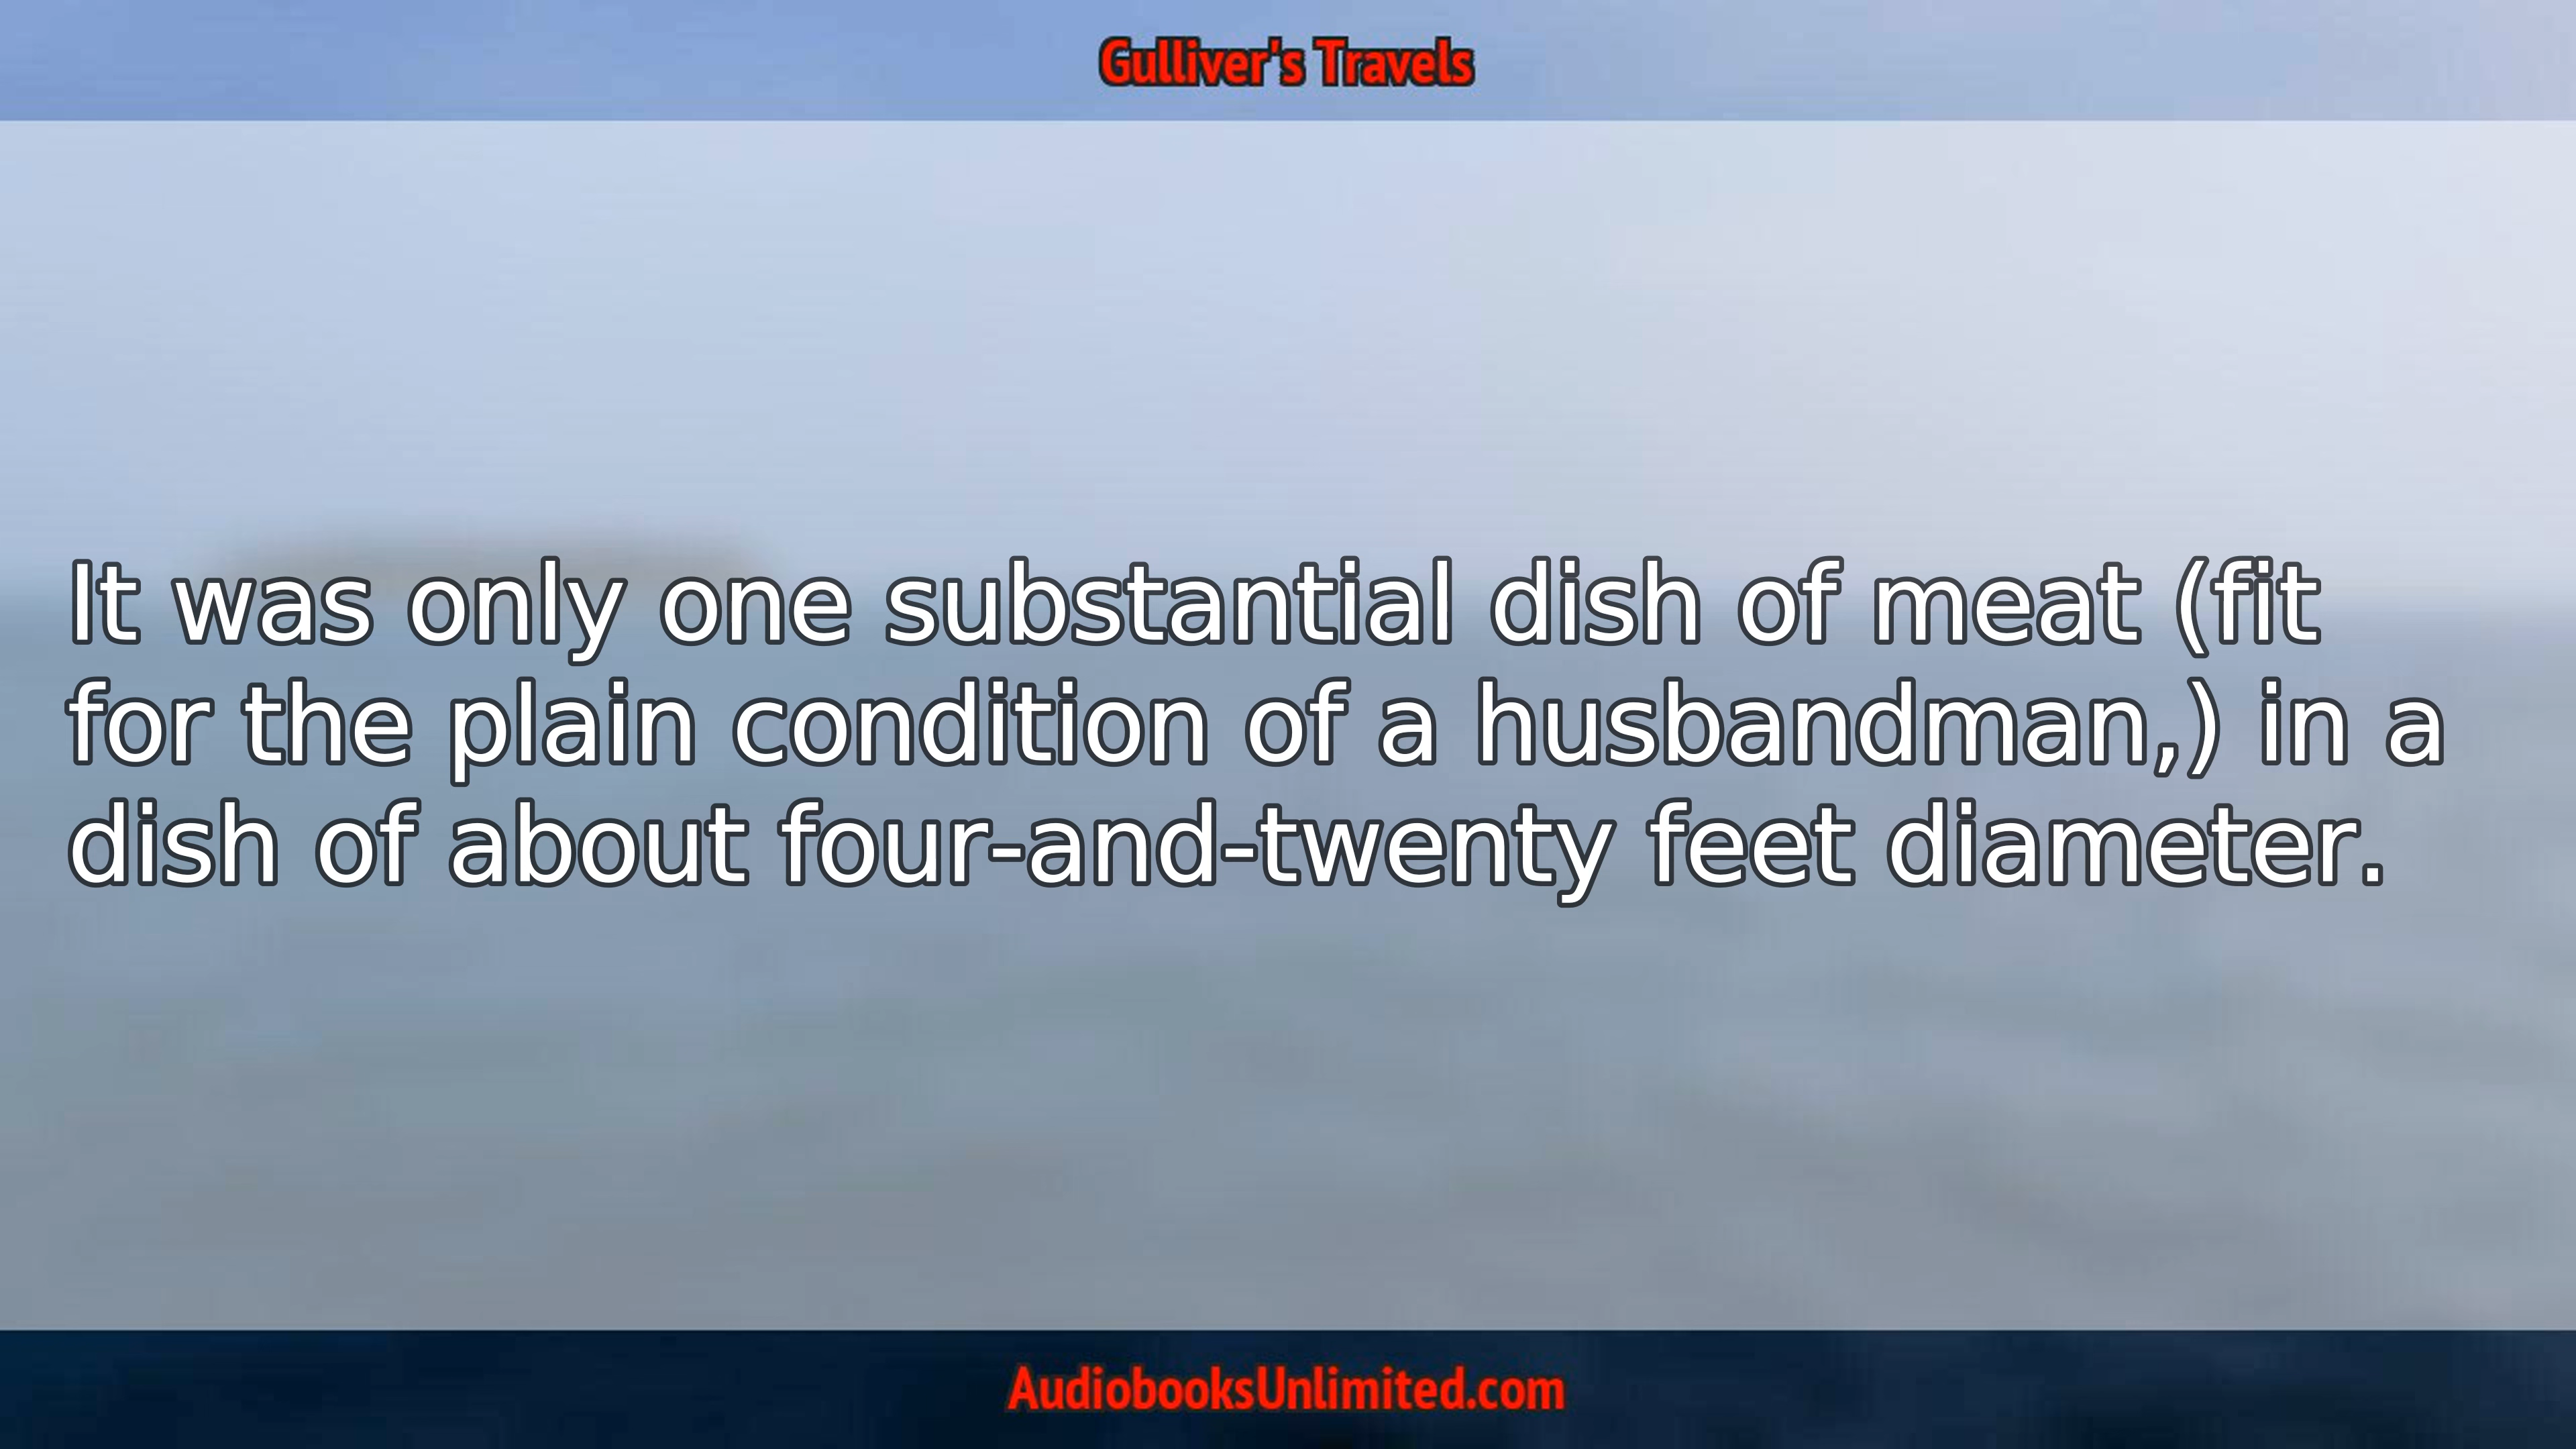 Gulliver's Travels
It was only one substantial dish of meat (fit
for the plain condition of a husbandman,) in a
dish of about four-and-twenty feet diameter.
AudiobooksUnlimited.com